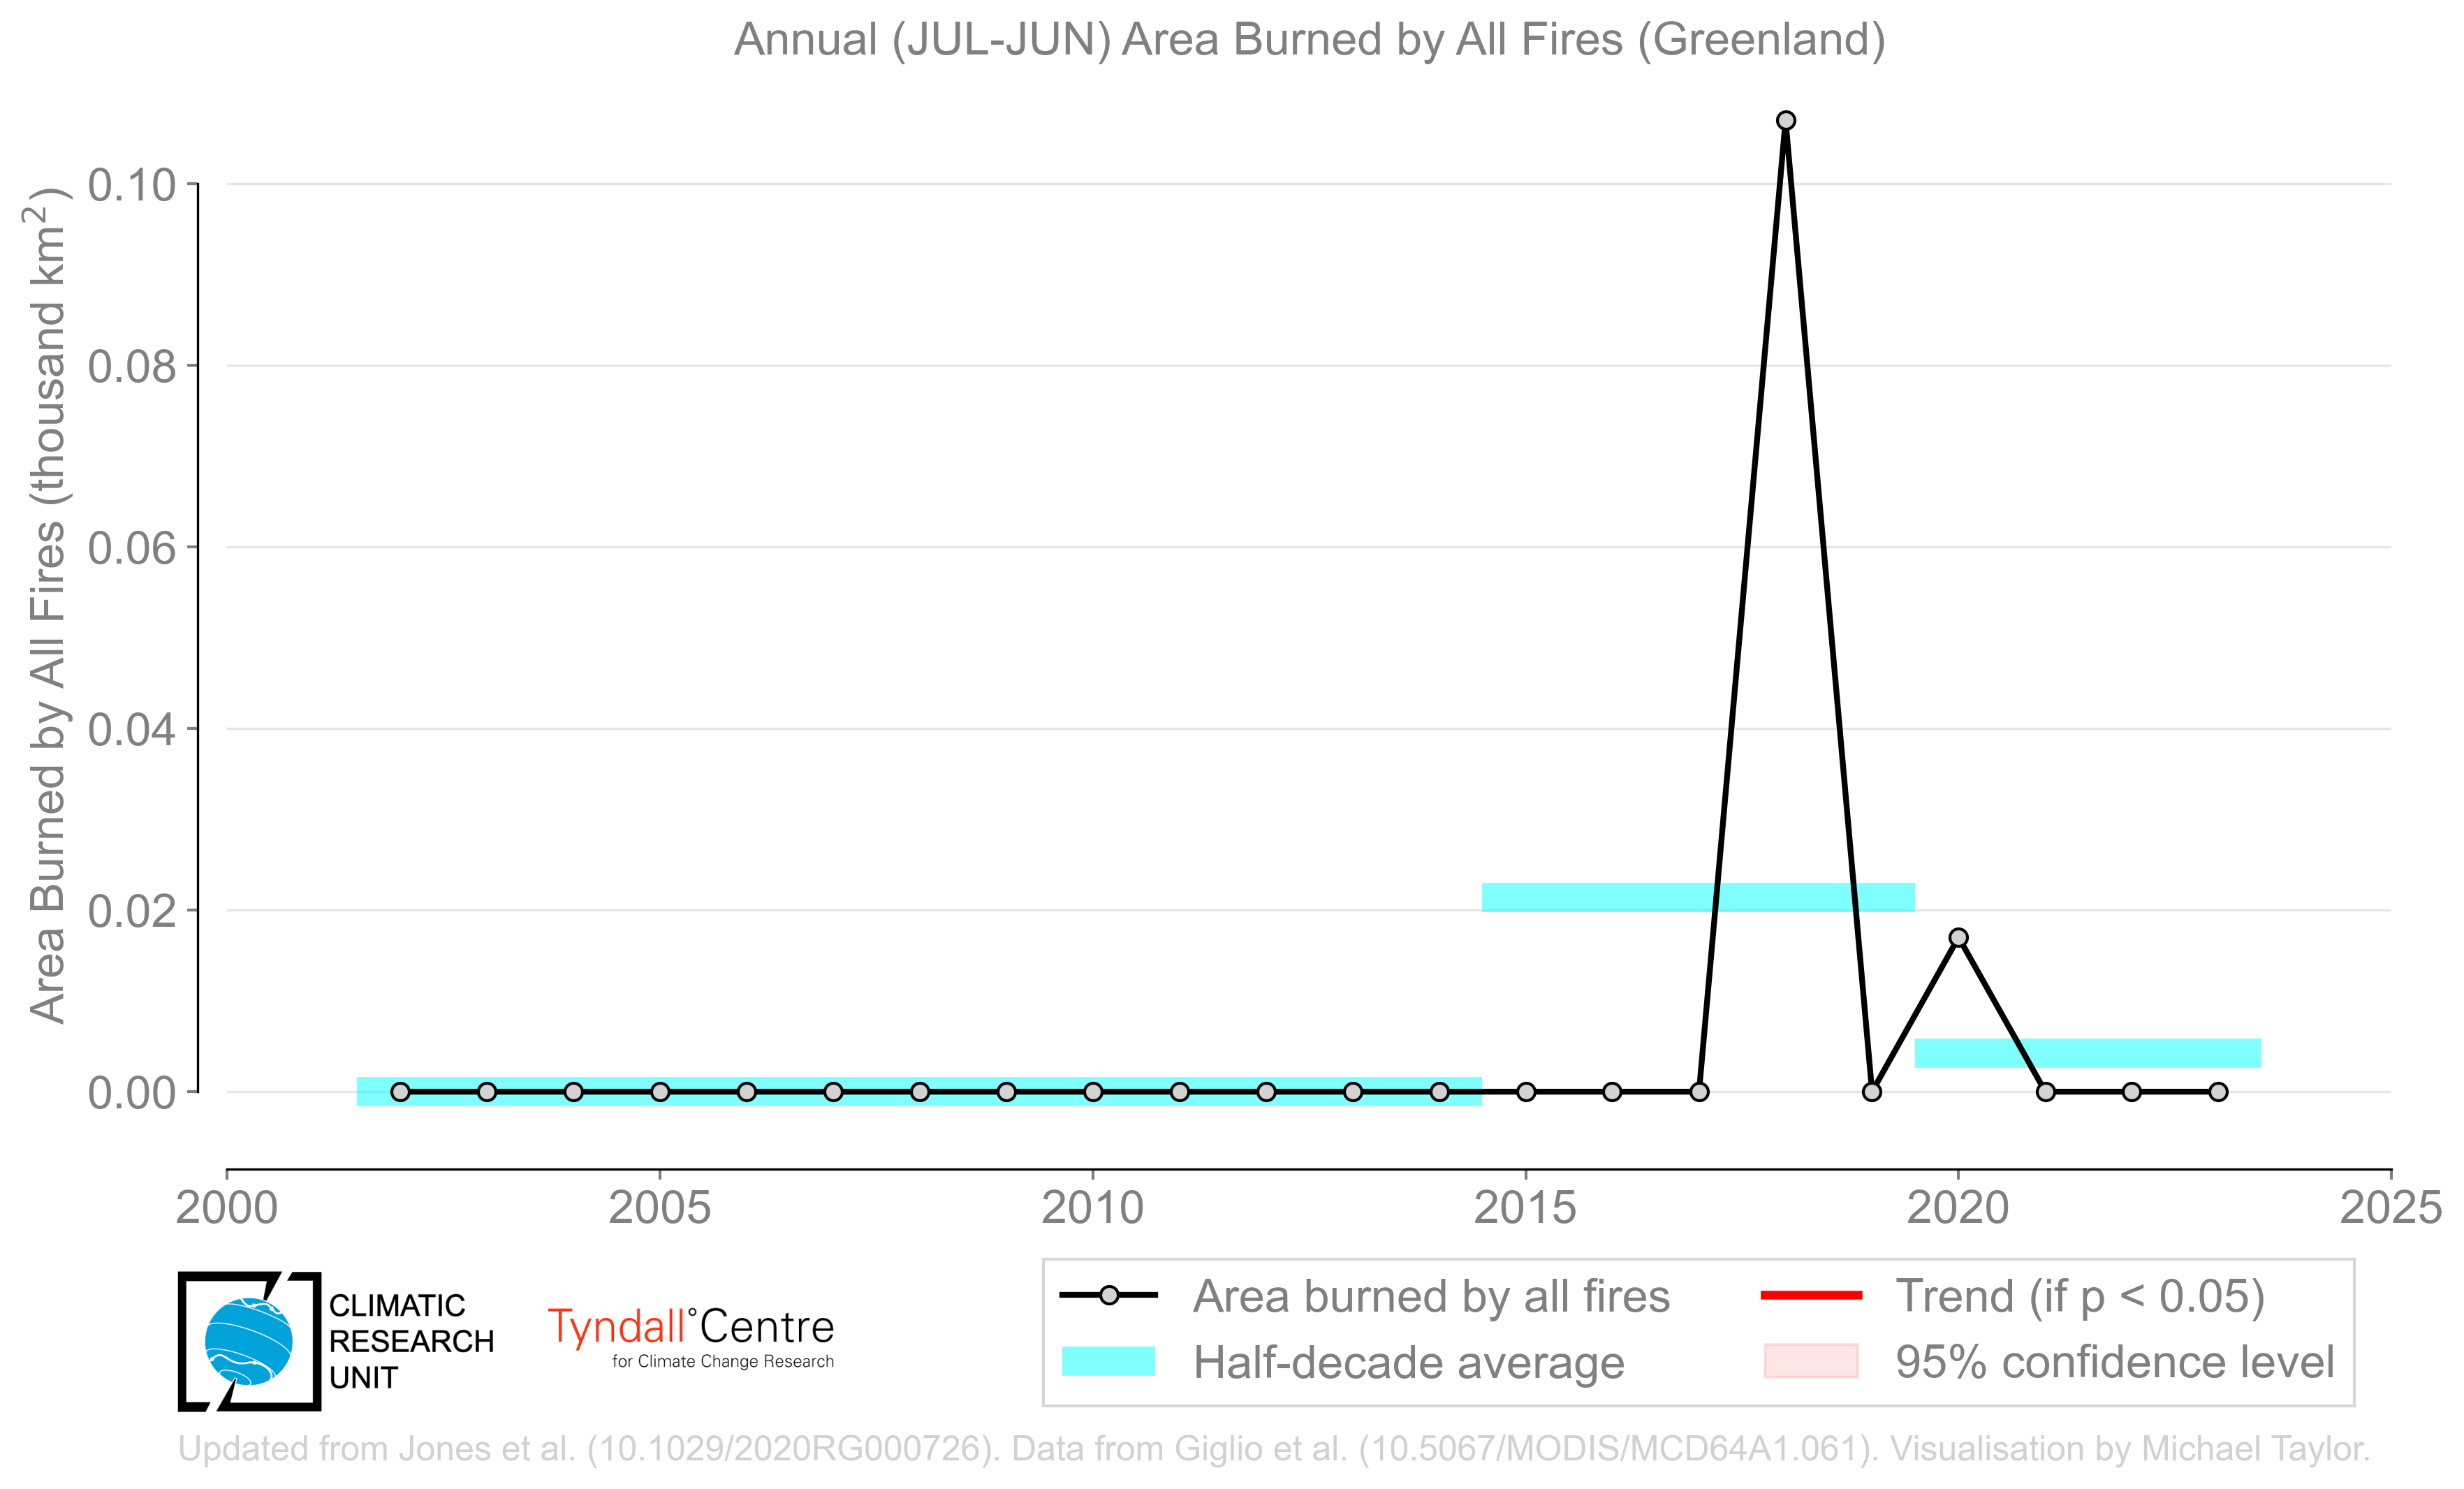 Annual (JUL-JUN) Area Burned by All Fires (Greenland)
Area Burned by All Fires (thousand km²)
0.10
0.08
0.06
0.04
0.02
0.00
2000 2005 2010 2015 2020 2025
CLIMATIC
RESEARCH
UNIT
Tyndall°Centre
for Climate Change Research
Area burned by all fires
Half-decade average
Trend (if p < 0.05)
95% confidence level
Updated from Jones et al. (10.1029/2020RG000726). Data from Giglio et al. (10.5067/MODIS/MCD64A1.061). Visualisation by Michael Taylor.